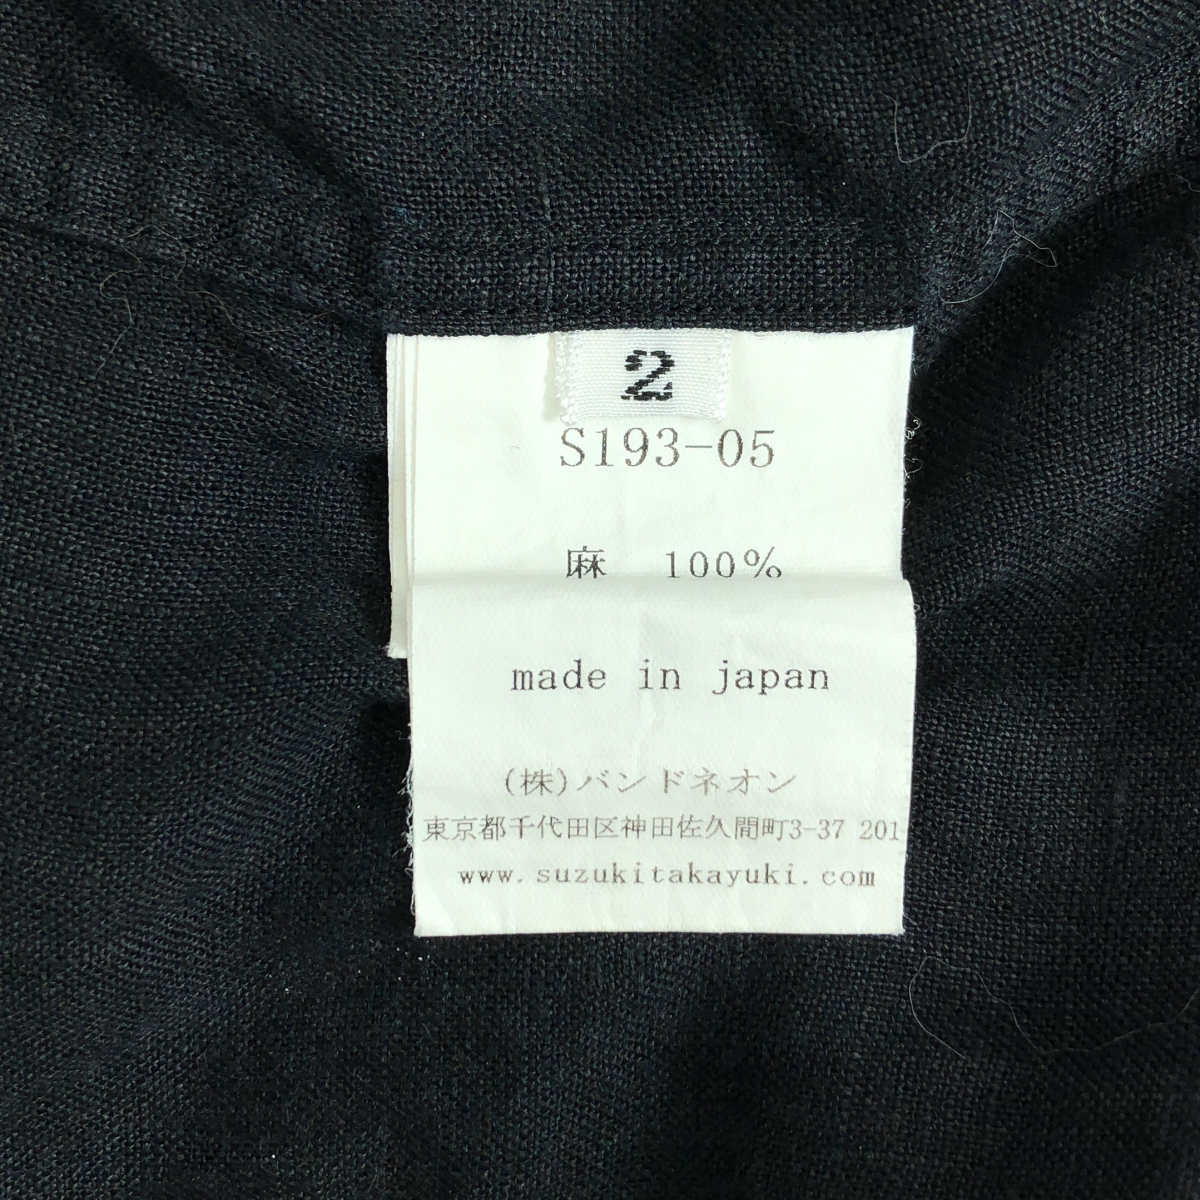 2
S193-05
麻 100%
made in japan
(株)バンドネオン
東京都千代田区神田佐久間町3-37 201
www.suzukitakayuki.com